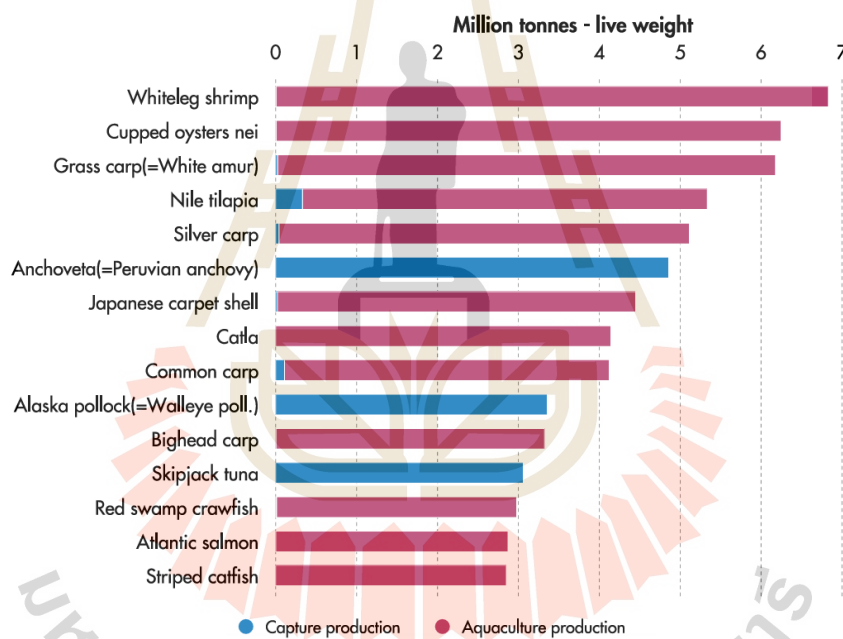 Million tonnes - live weight
0 1 2 3 4 5 6 7
Whiteleg shrimp
Cupped oysters nei
Grass carp(=White amur)
Nile tilapia
Silver carp
Anchoveta(=Peruvian anchovy)
Japanese carpet shell
Catla
Common carp
Alaska pollock(=Walleye poll.)
Bighead carp
Skipjack tuna
Red swamp crawfish
Atlantic salmon
Striped catfish
Capture production Aquaculture production